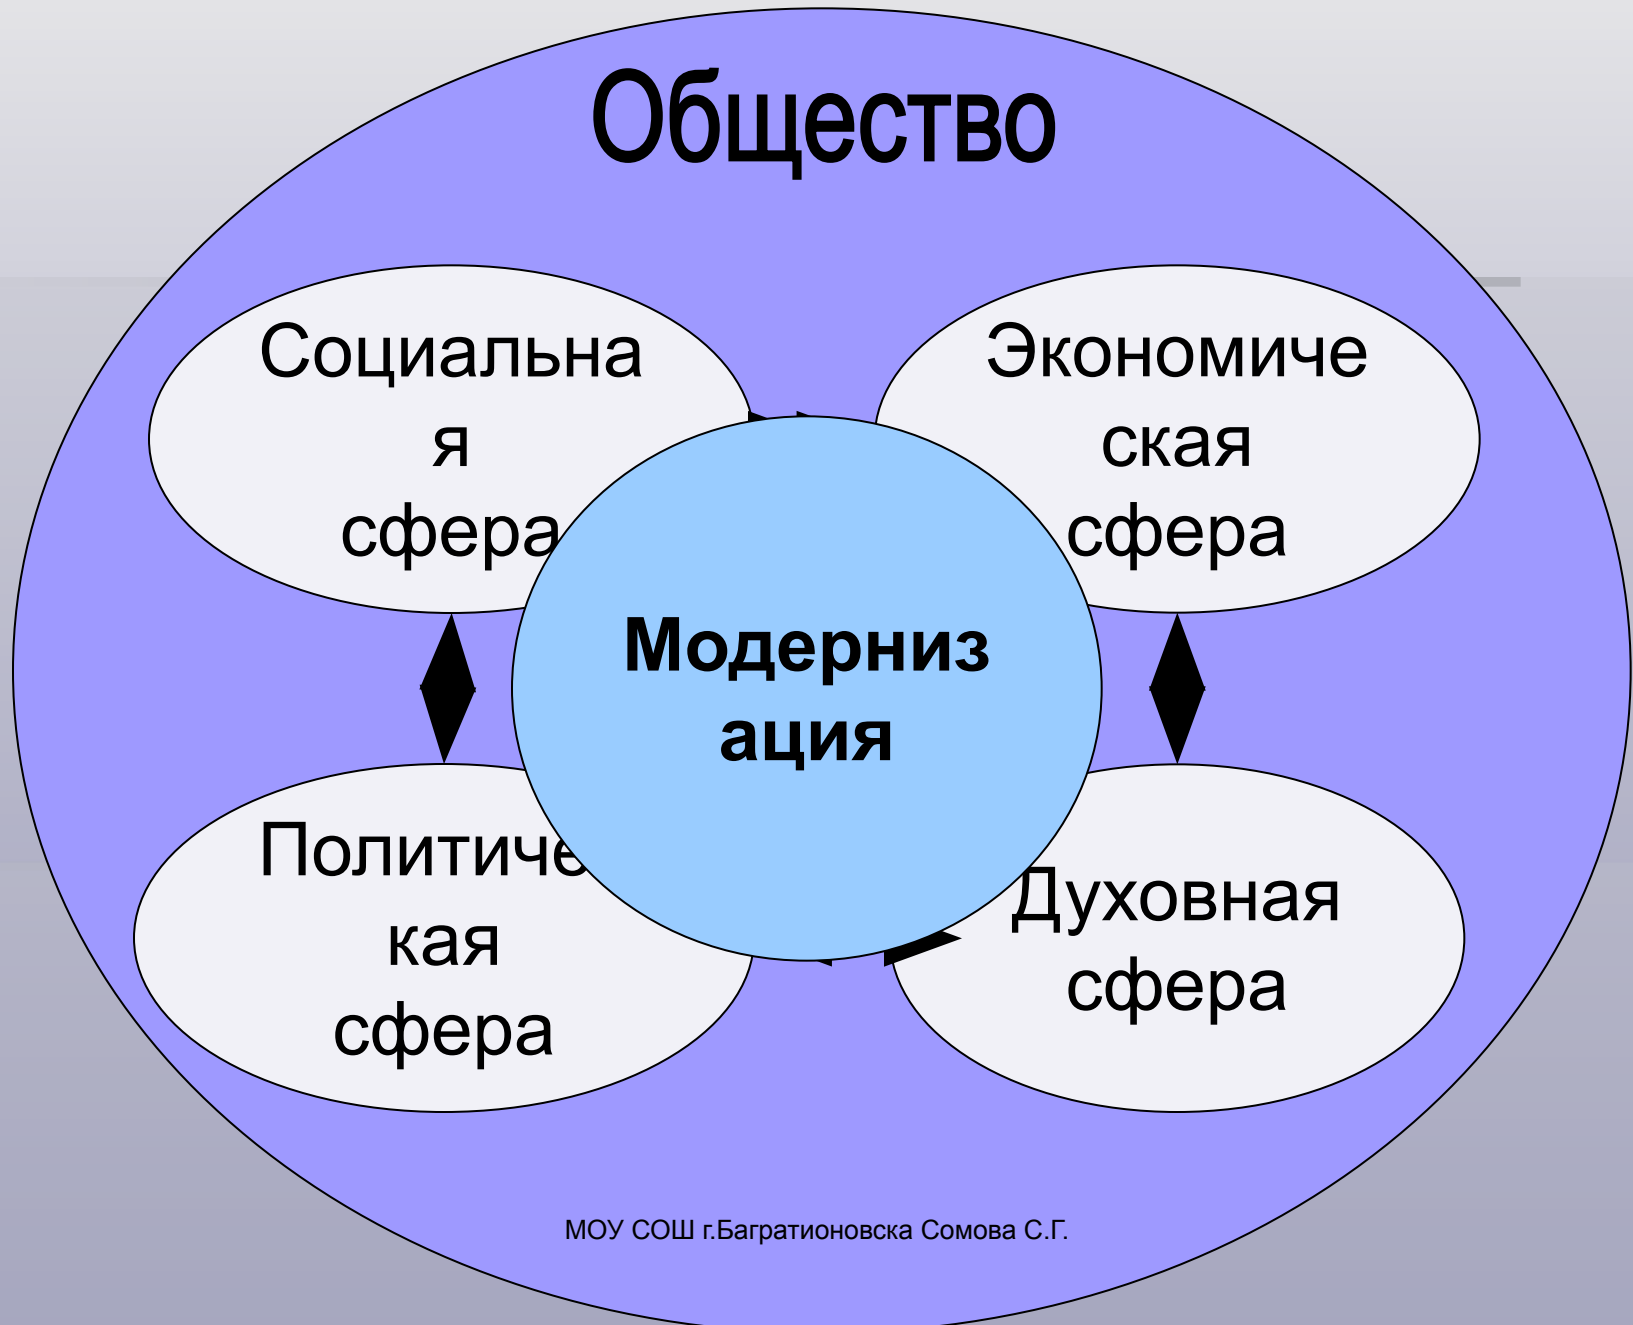 Общество
Социальна
я
сфера
Экономиче
ская
сфера
Модерниз
ация
Политиче
кая
сфера
Духовная
сфера
МОУ СОШ г.Багратионовска Сомова С.Г.